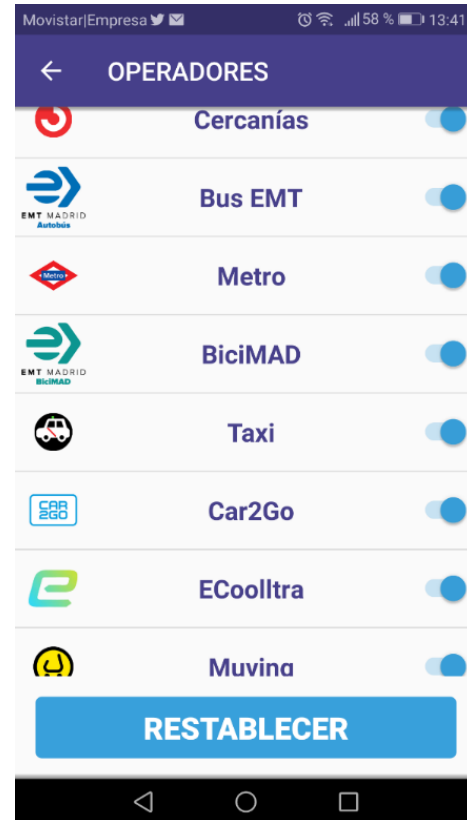 Movistar|Empresa 58 % 13:41
OPERADORES
Cercanías
EMT MADRID
Autobús
Bus EMT
Metro
Metro
EMT MADRID
BiciMAD
BiciMAD
Taxi
CAR
2GO
Car2Go
ECoolltra
Muving
RESTABLECER